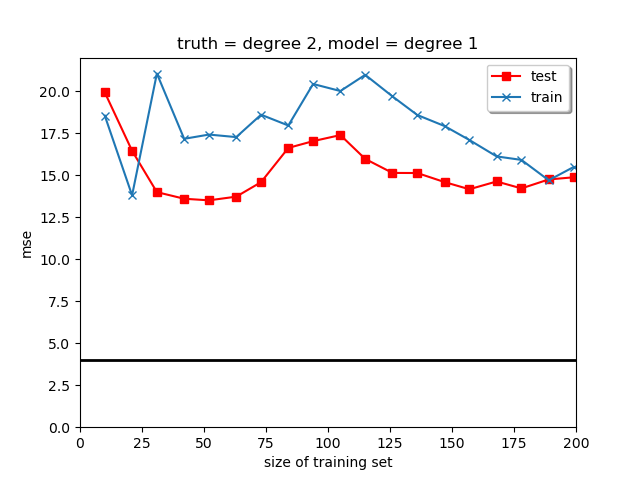 truth = degree 2, model = degree 1
test
train
mse
20.0
17.5
15.0
12.5
10.0
7.5
5.0
2.5
0.0
0 25 50 75 100 125 150 175 200
size of training set